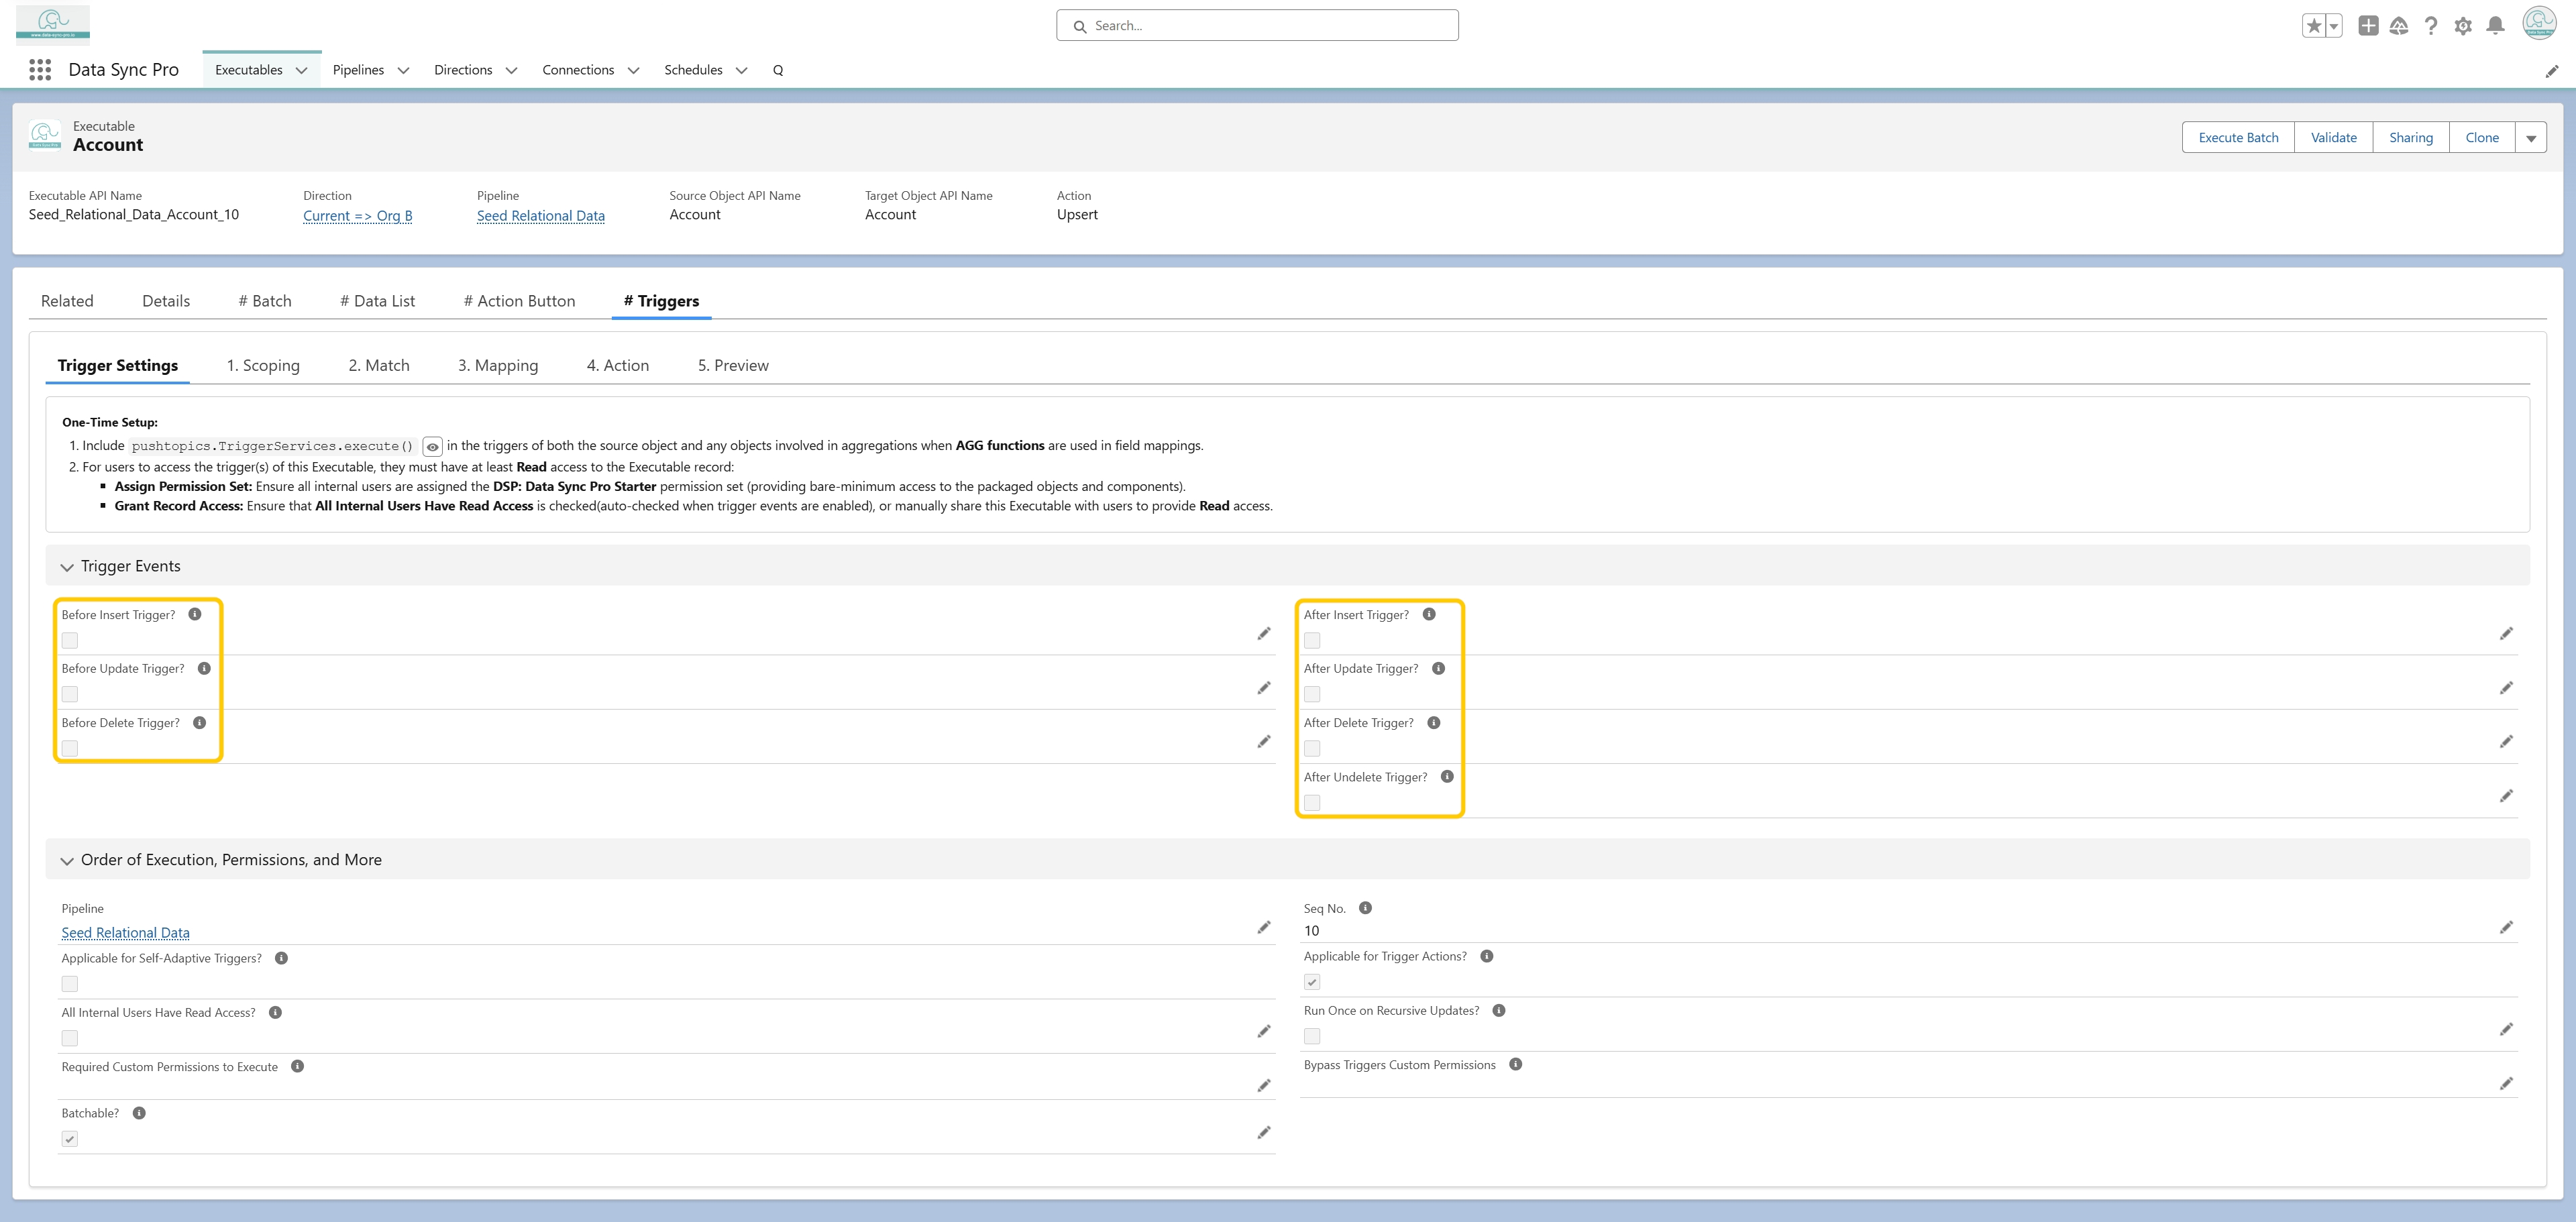 www.data-sync-pro.io
Search...
Data Sync Pro
Executables
Pipelines
Directions
Connections
Schedules
Q
Executable
Account
Execute Batch
Validate
Sharing
Clone
Executable API Name
Direction
Pipeline
Source Object API Name
Target Object API Name
Action
Seed_Relational_Data_Account_10
Current => Org B
Seed Relational Data
Account
Account
Upsert
Related
Details
# Batch
# Data List
# Action Button
# Triggers
Trigger Settings
1. Scoping
2. Match
3. Mapping
4. Action
5. Preview
One-Time Setup:
1. Include pushtopics.TriggerServices.execute() in the triggers of both the source object and any objects involved in aggregations when AGG functions are used in field mappings.
2. For users to access the trigger(s) of this Executable, they must have at least Read access to the Executable record:
Assign Permission Set: Ensure all internal users are assigned the DSP: Data Sync Pro Starter permission set (providing bare-minimum access to the packaged objects and components).
Grant Record Access: Ensure that All Internal Users Have Read Access is checked(auto-checked when trigger events are enabled), or manually share this Executable with users to provide Read access.
Trigger Events
Before Insert Trigger?
After Insert Trigger?
Before Update Trigger?
After Update Trigger?
Before Delete Trigger?
After Delete Trigger?
After Undelete Trigger?
Order of Execution, Permissions, and More
Pipeline
Seed Relational Data
Seq No.
10
Applicable for Self-Adaptive Triggers?
Applicable for Trigger Actions?
All Internal Users Have Read Access?
Run Once on Recursive Updates?
Required Custom Permissions to Execute
Bypass Triggers Custom Permissions
Batchable?